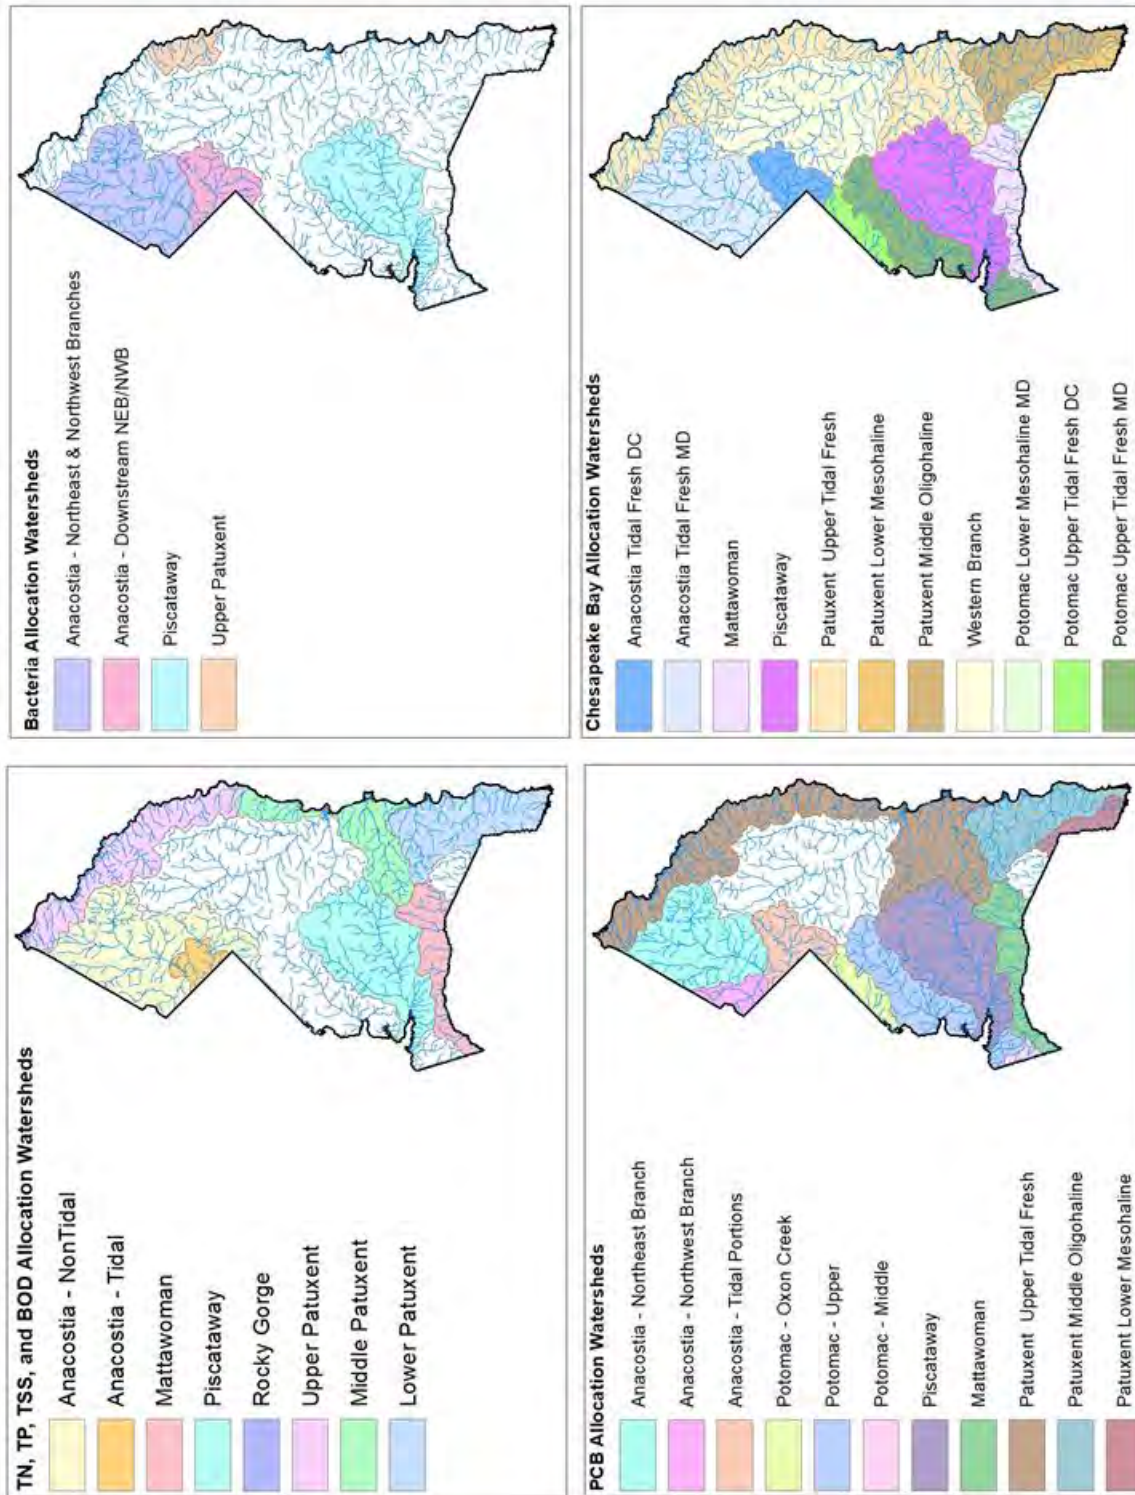 TN, TP, TSS, and BOD Allocation Watersheds
Anacostia - NonTidal
Anacostia - Tidal
Mattawoman
Piscataway
Rocky Gorge
Upper Patuxent
Middle Patuxent
Lower Patuxent
Bacteria Allocation Watersheds
Anacostia - Northeast & Northwest Branches
Anacostia - Downstream NEB/NWB
Piscataway
Upper Patuxent
PCB Allocation Watersheds
Anacostia - Northeast Branch
Anacostia - Northwest Branch
Anacostia - Tidal Portions
Potomac - Oxon Creek
Potomac - Upper
Potomac - Middle
Piscataway
Mattawoman
Patuxent Upper Tidal Fresh
Patuxent Middle Oligohaline
Patuxent Lower Mesohaline
Chesapeake Bay Allocation Watersheds
Anacostia Tidal Fresh DC
Anacostia Tidal Fresh MD
Mattawoman
Piscataway
Patuxent Upper Tidal Fresh
Patuxent Lower Mesohaline
Patuxent Middle Oligohaline
Western Branch
Potomac Lower Mesohaline MD
Potomac Upper Tidal Fresh DC
Potomac Upper Tidal Fresh MD